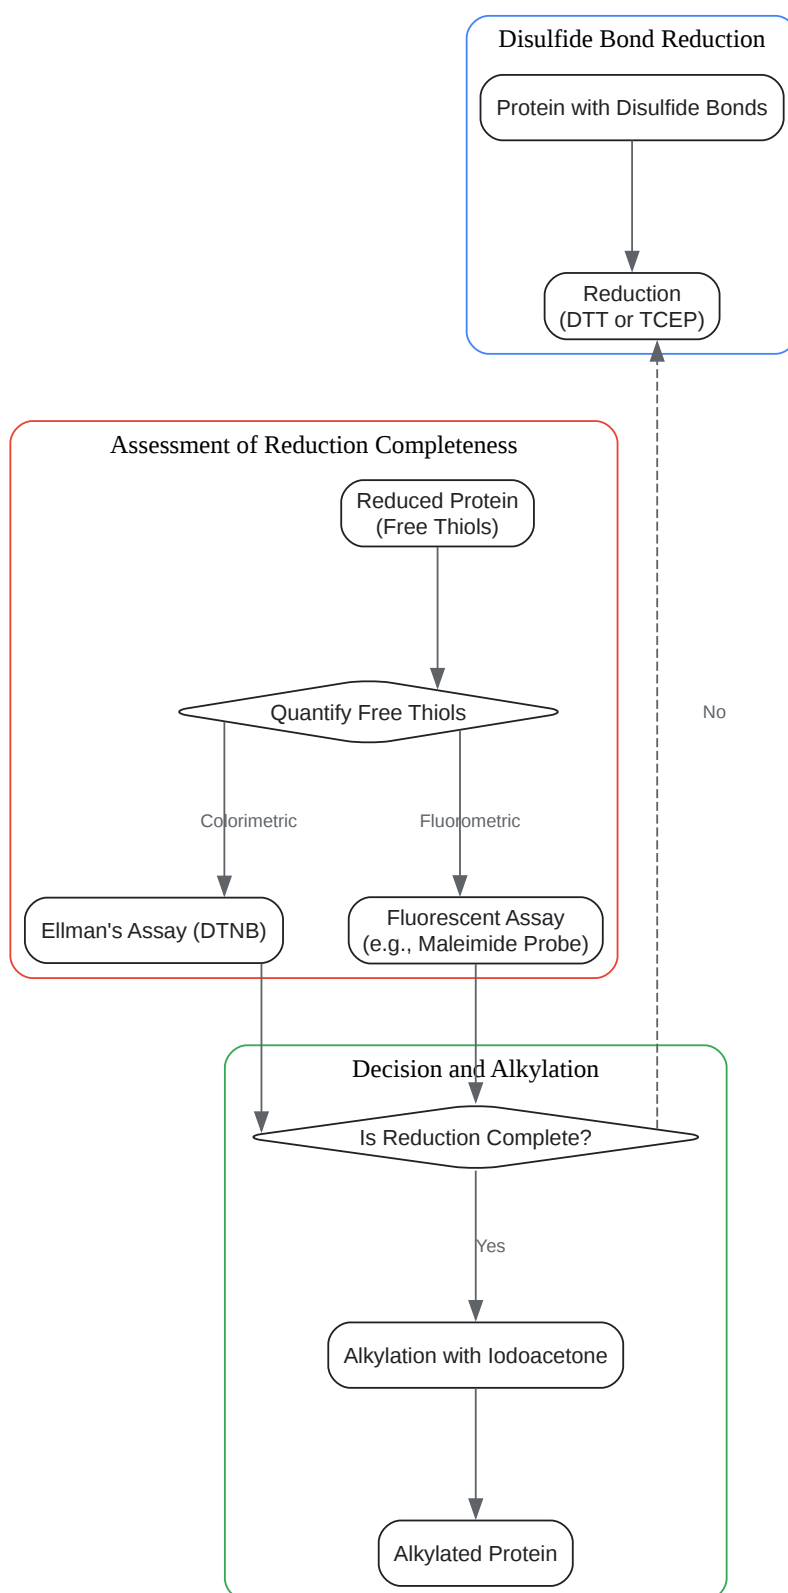 Disulfide Bond Reduction
Protein with Disulfide Bonds
Reduction
(DTT or TCEP)
Assessment of Reduction Completeness
Reduced Protein
(Free Thiols)
Quantify Free Thiols
No
Colorimetric
Fluorometric
Ellman's Assay (DTNB)
Fluorescent Assay
(e.g., Maleimide Probe)
Decision and Alkylation
Is Reduction Complete?
Yes
Alkylation with Iodoacetone
Alkylated Protein